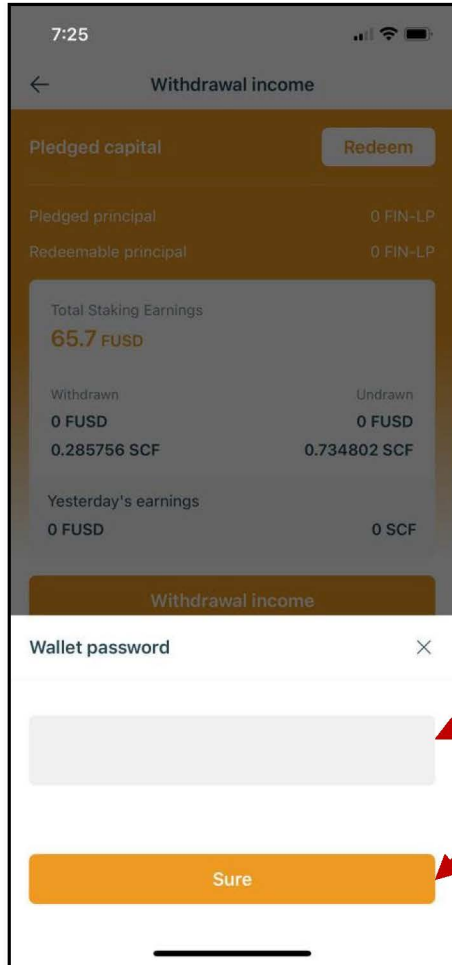 7:25
Withdrawal income
Pledged capital Redeem
Pledged principal 0 FIN-LP
Redeemable principal 0 FIN-LP
Total Staking Earnings
65.7 FUSD
Withdrawn Undrawn
0 FUSD 0 FUSD
0.285756 SCF 0.734802 SCF
Yesterday's earnings
0 FUSD 0 SCF
Withdrawal income
Wallet password
Sure